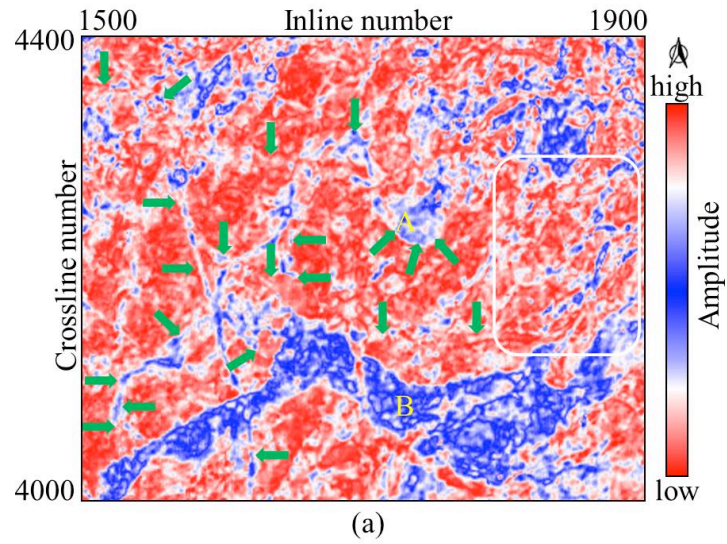 Inline number
1500
1900
4400
Crossline number
4000
A
B
high
Amplitude
low
(a)